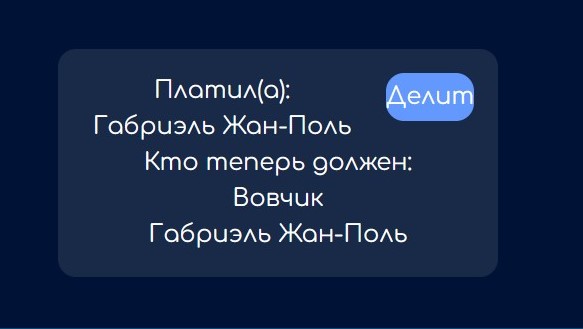 Платил(а):
Делит
Габриэль Жан-Поль
Кто теперь должен:
Вовчик
Габриэль Жан-Поль